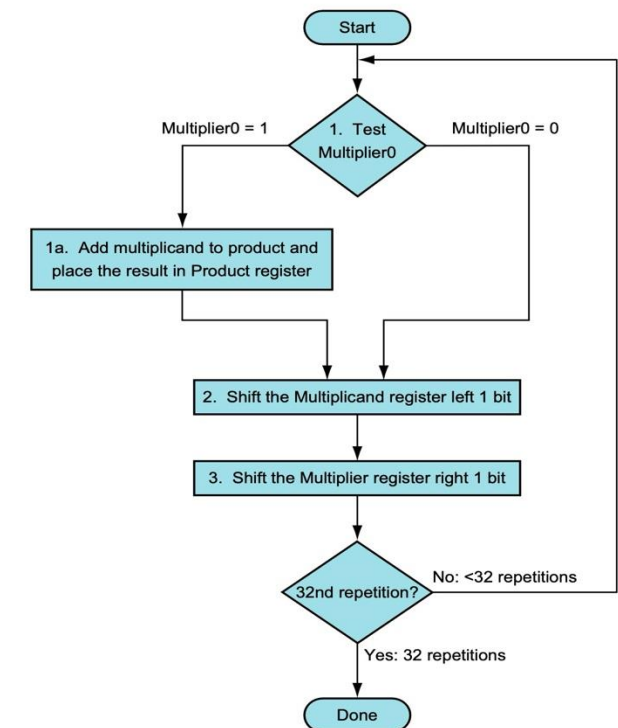 Start
Multiplier0 = 1
1. Test
Multiplier0
Multiplier0 = 0
1a. Add multiplicand to product and
place the result in Product register
2. Shift the Multiplicand register left 1 bit
3. Shift the Multiplier register right 1 bit
32nd repetition?
No: <32 repetitions
Yes: 32 repetitions
Done